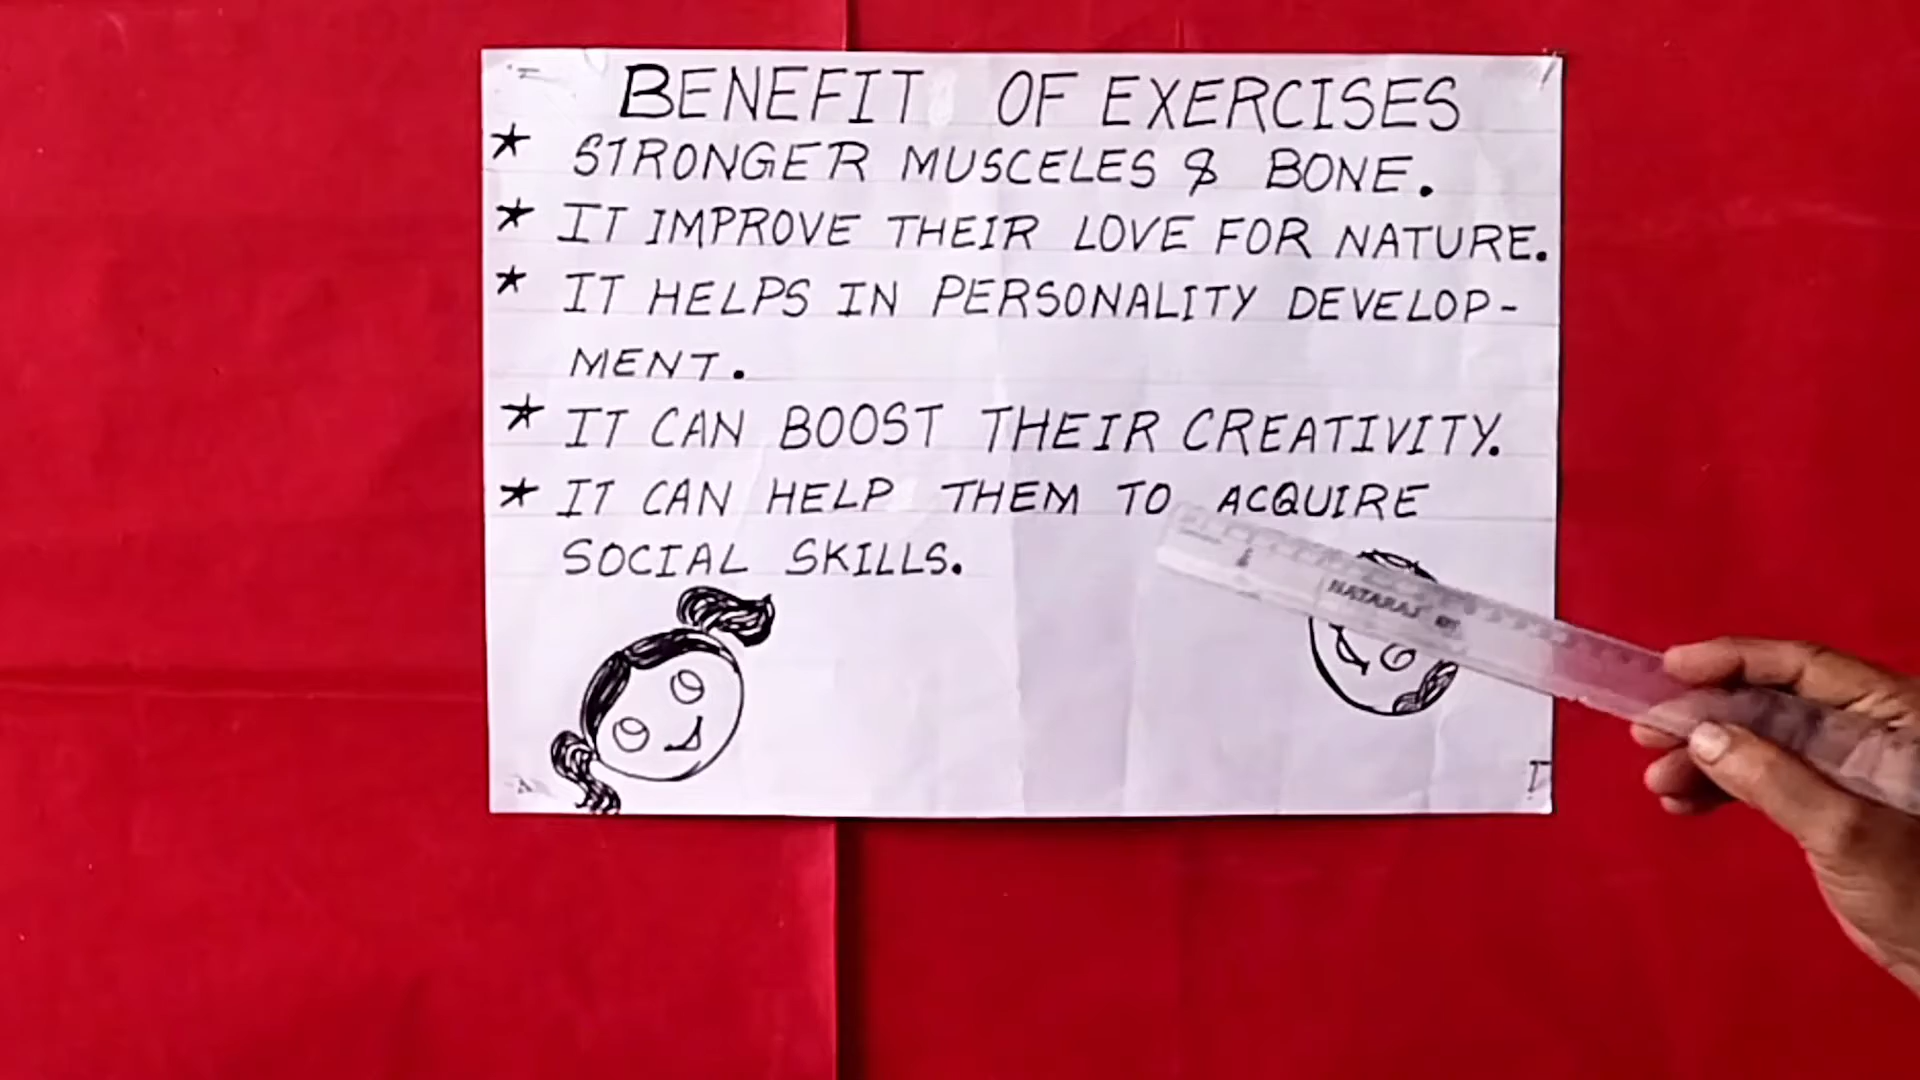 BENEFIT OF EXERCISES
★ STRONGER MUSCELES & BONE.
★ IT IMPROVE THEIR LOVE FOR NATURE.
★ IT HELPS IN PERSONALITY DEVELOP-
MENT.
★ IT CAN BOOST THEIR CREATIVITY.
★ IT CAN HELP THEM TO ACQUIRE
SOCIAL SKILLS.
NATARAJ